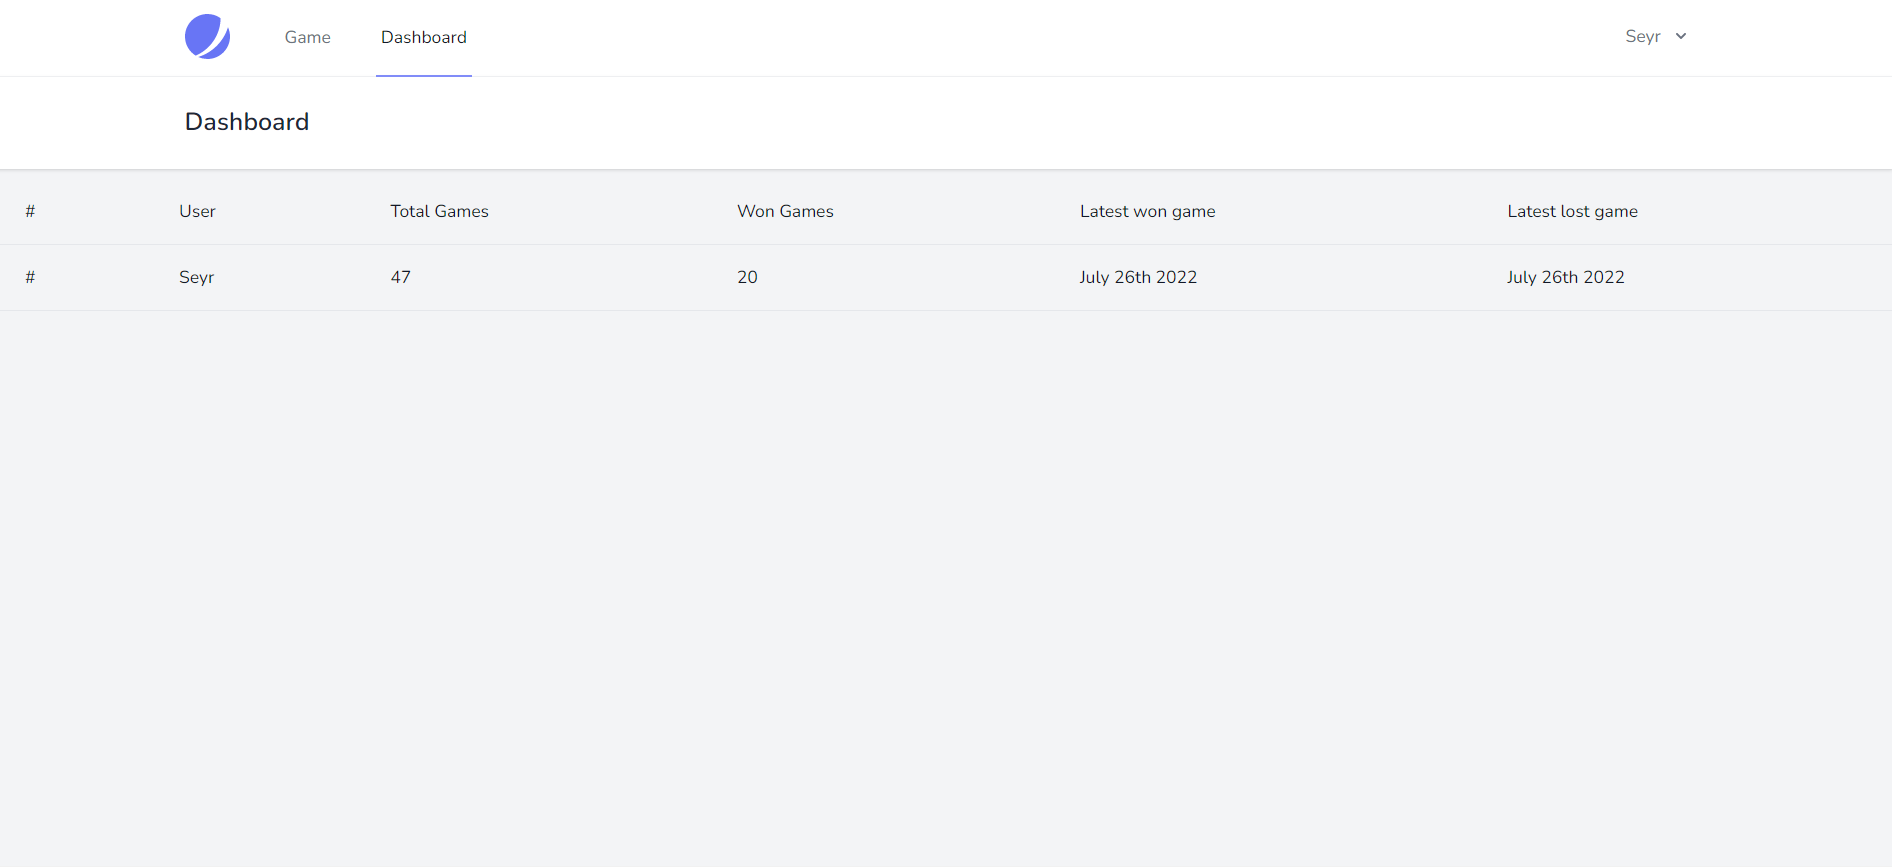 Game Dashboard Seyr
Dashboard
# User Total Games Won Games Latest won game Latest lost game
# Seyr 47 20 July 26th 2022 July 26th 2022